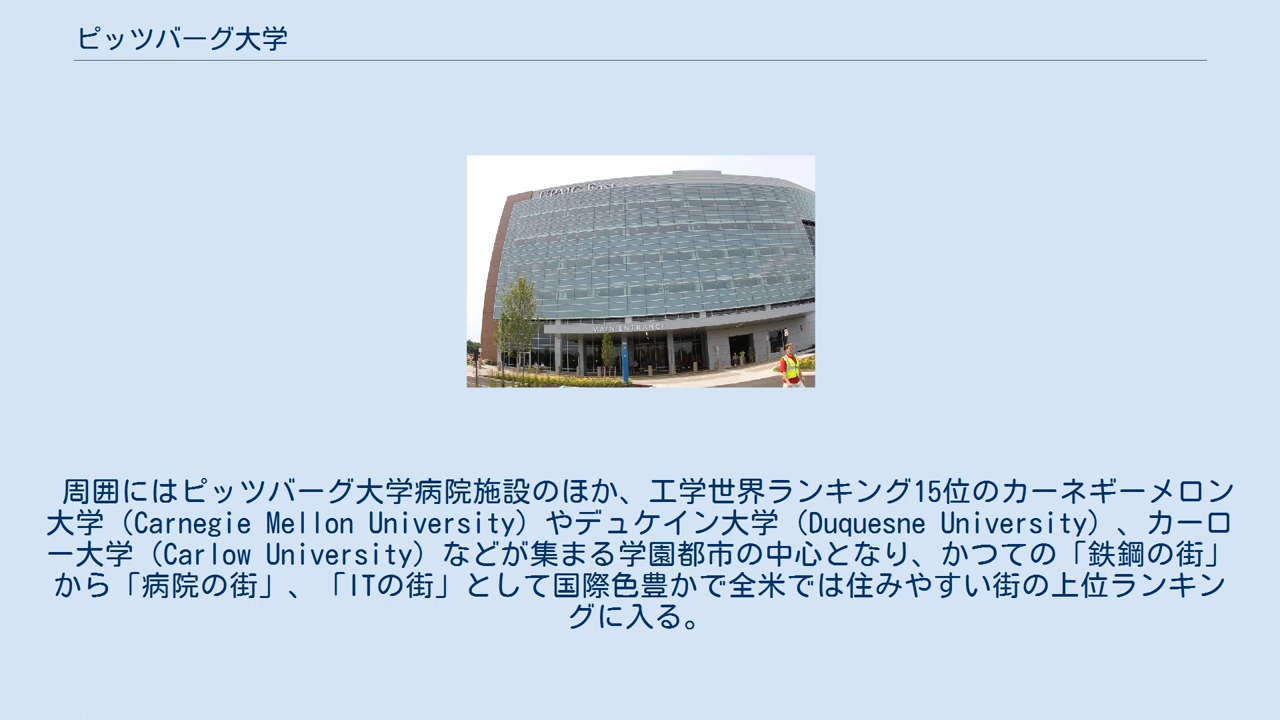 ピッツバーグ大学
UPMC East
MAIN ENTRANCE
周囲にはピッツバーグ大学病院施設のほか、工学世界ランキング15位のカーネギーメロン
大学（Carnegie Mellon University）やデュケイン大学（Duquesne University）、カーロ
ー大学（Carlow University）などが集まる学園都市の中心となり、かつての「鉄鋼の街」
から「病院の街」、「ITの街」として国際色豊かで全米では住みやすい街の上位ランキン
グに入る。